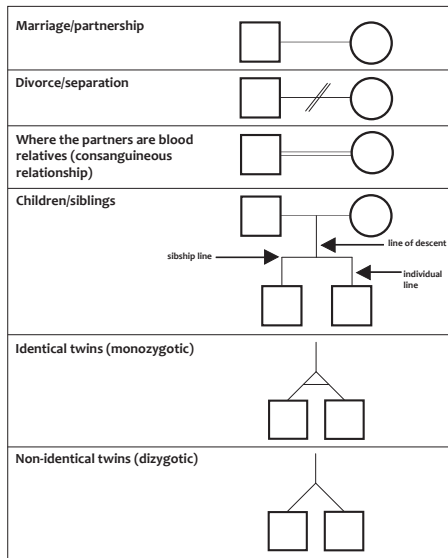 Marriage/partnership
Divorce/separation
Where the partners are blood
relatives (consanguineous
relationship)
Children/siblings
line of descent
sibship line
individual
line
Identical twins (monozygotic)
Non-identical twins (dizygotic)